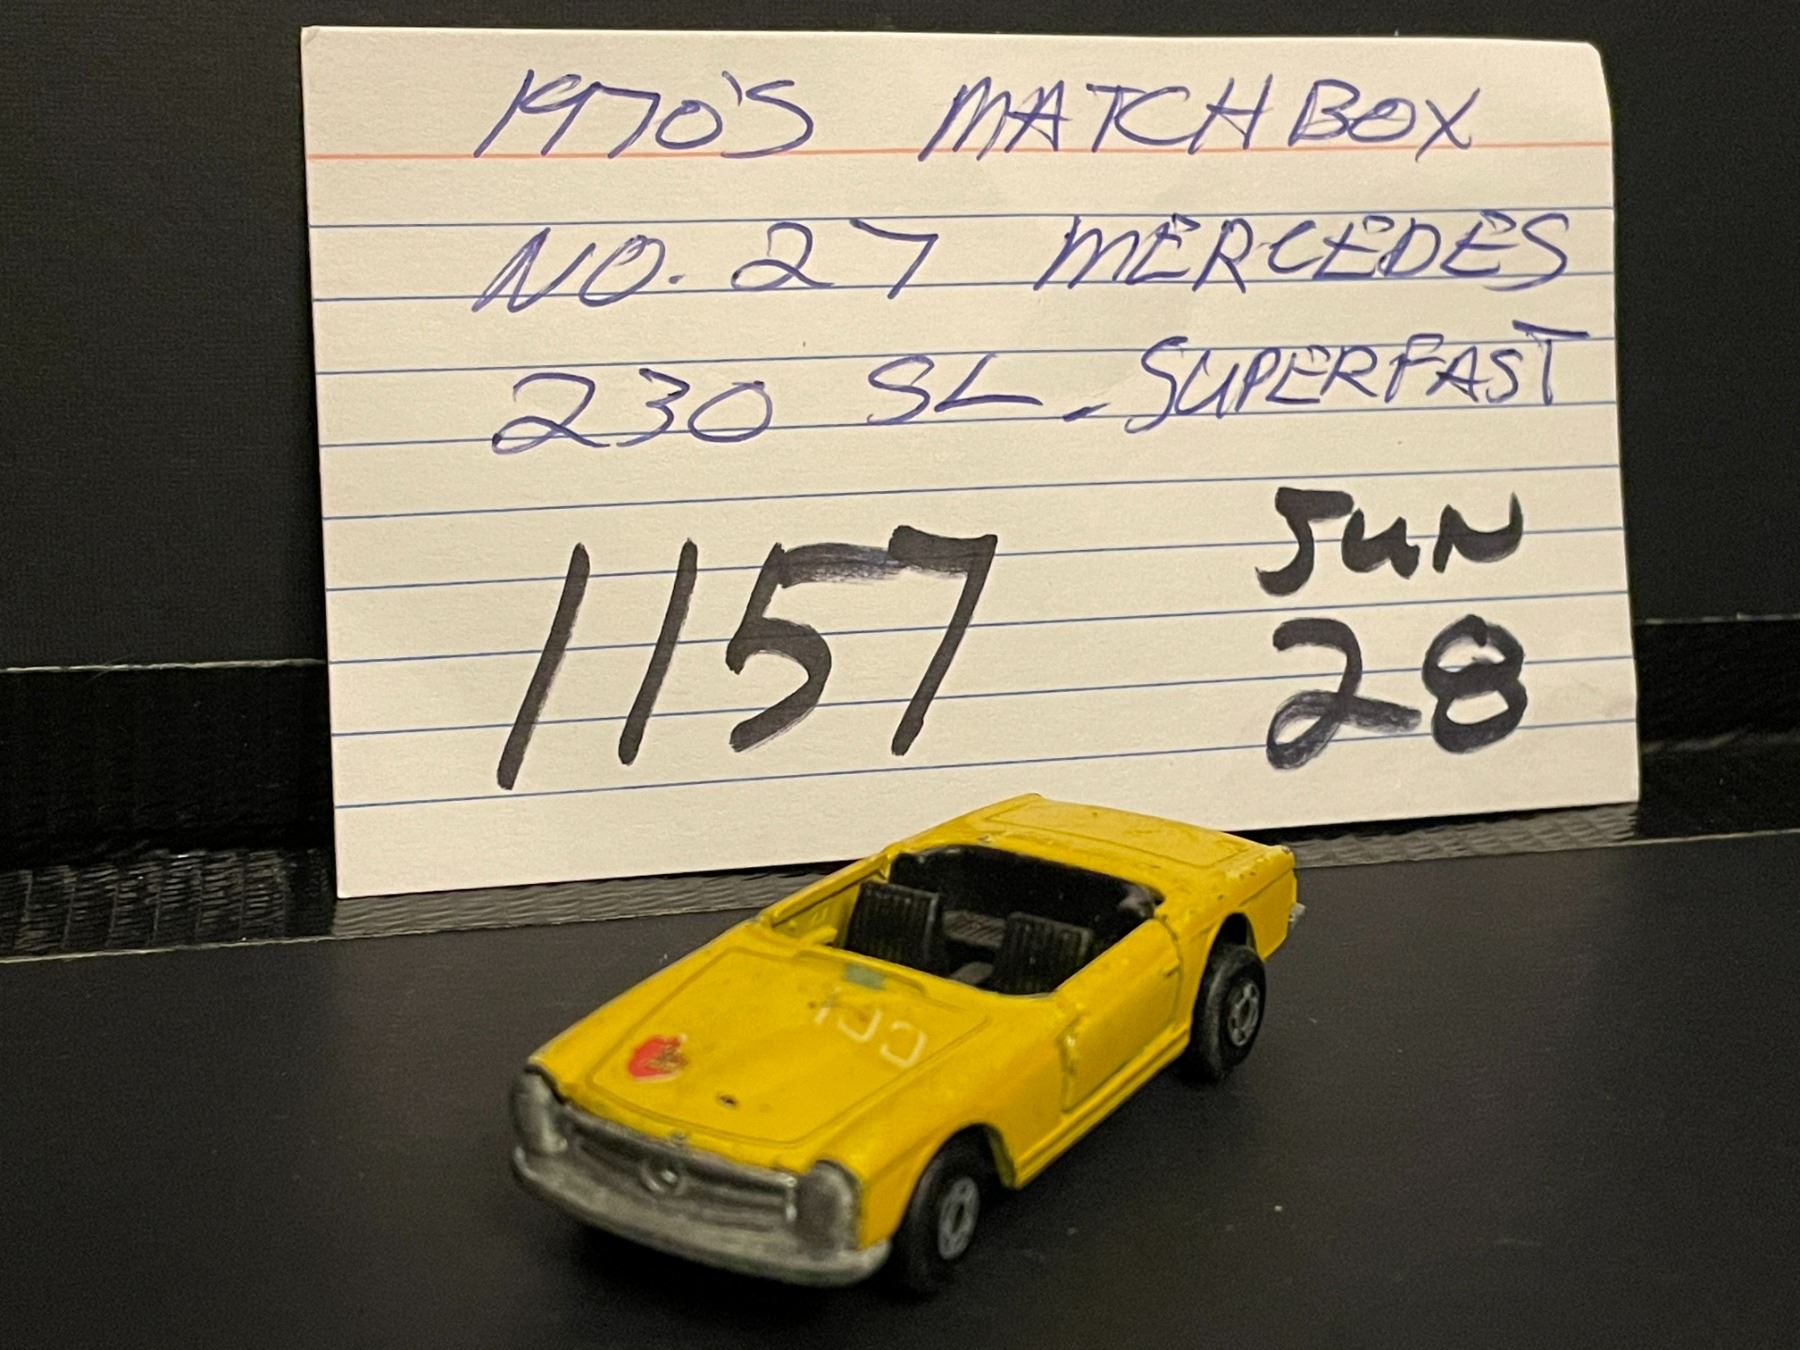 1970'S MATCHBOX
NO. 27 MERCEDES
230 SL - SUPERFAST
1157
JUN
28